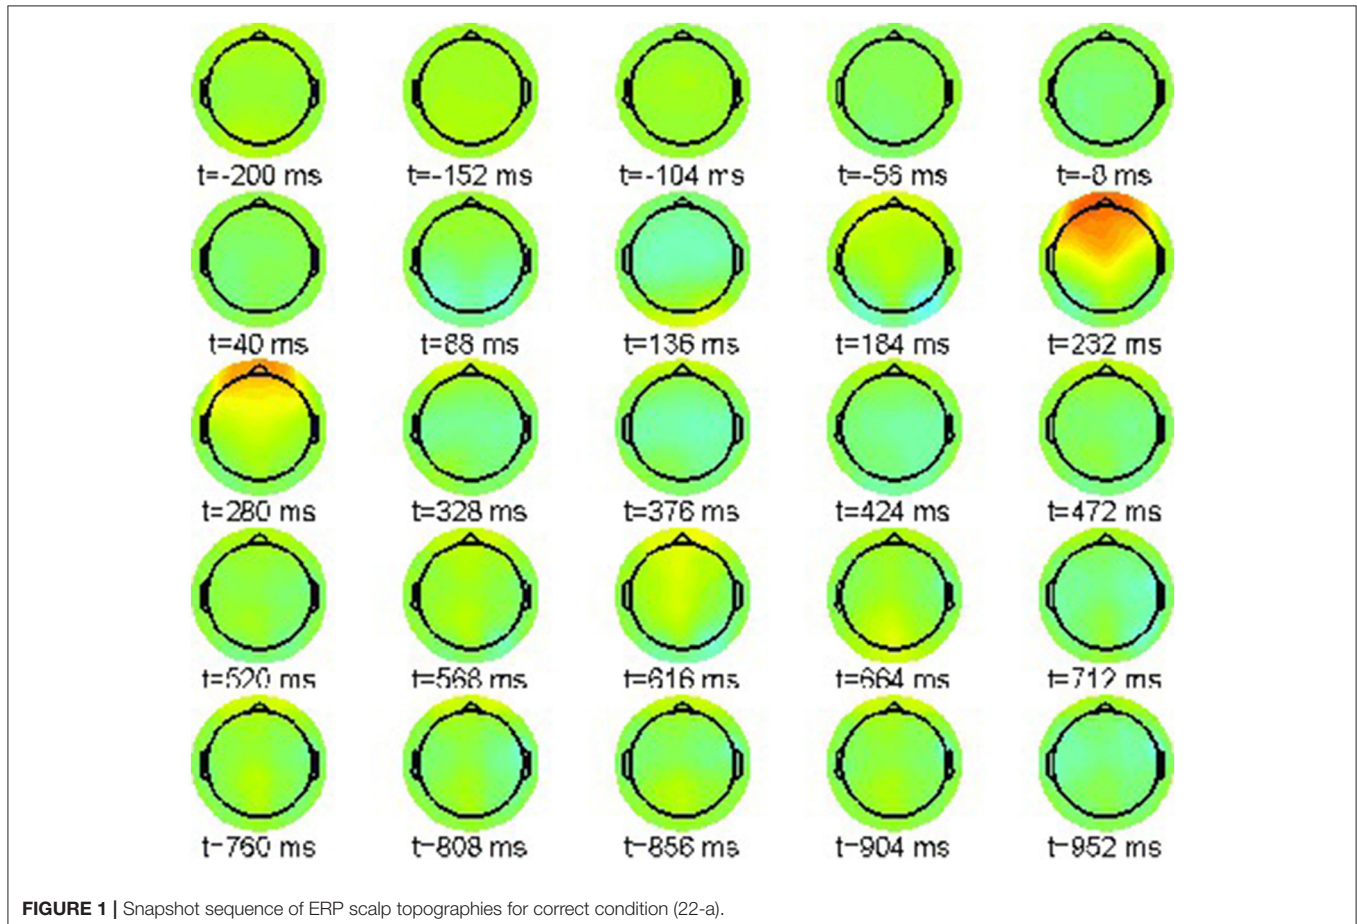 t=-200 ms t=-152 ms t=-104 ms t=-56 ms t=-8 ms
t=40 ms t=88 ms t=136 ms t=184 ms t=232 ms
t=280 ms t=328 ms t=376 ms t=424 ms t=472 ms
t=520 ms t=568 ms t=616 ms t=664 ms t=712 ms
t=760 ms t=808 ms t=856 ms t=904 ms t=952 ms
FIGURE 1 | Snapshot sequence of ERP scalp topographies for correct condition (22-a).